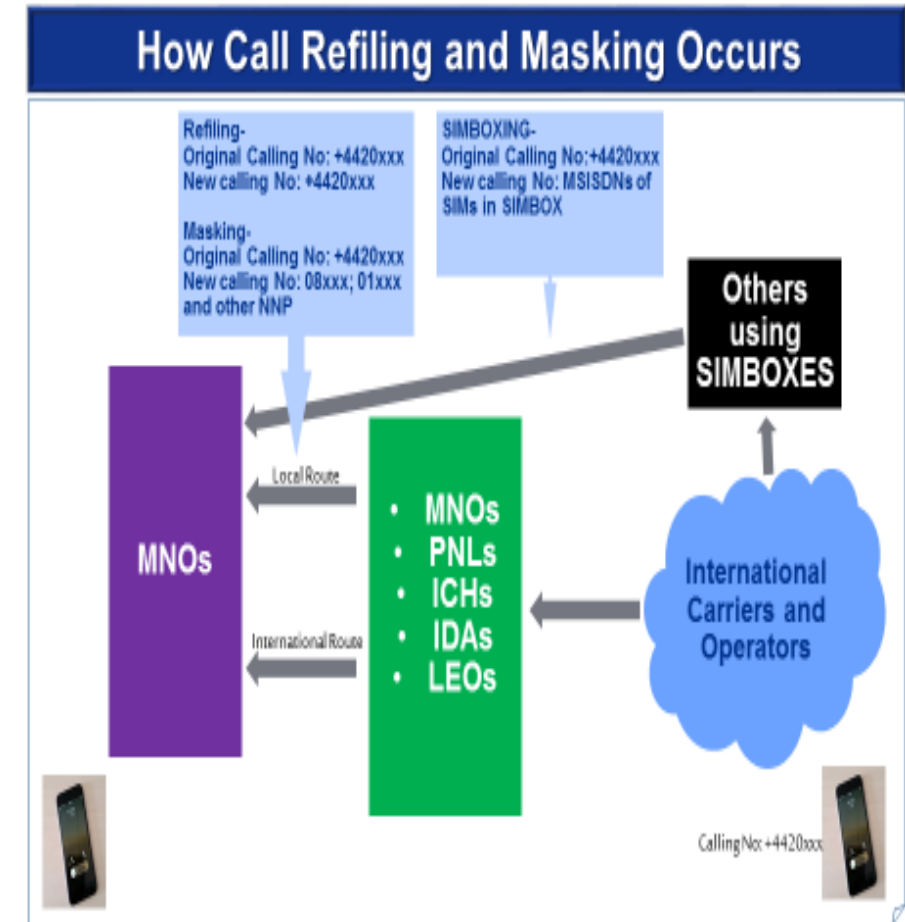 How Call Refiling and Masking Occurs
Refiling-
Original Calling No: +4420xxx
New calling No: +4420xxx
Masking-
Original Calling No: +4420xxx
New calling No: 08xxx; 01xxx
and other NNP
SIMBOXING-
Original Calling No:+4420xxx
New calling No: MSISDNs of
SIMs in SIMBOX
Others
using
SIMBOXES
Local Route
MNOs
International Route
• MNOs
• PNLs
• ICHs
• IDAs
• LEOs
International
Carriers and
Operators
Calling No: +4420xxx